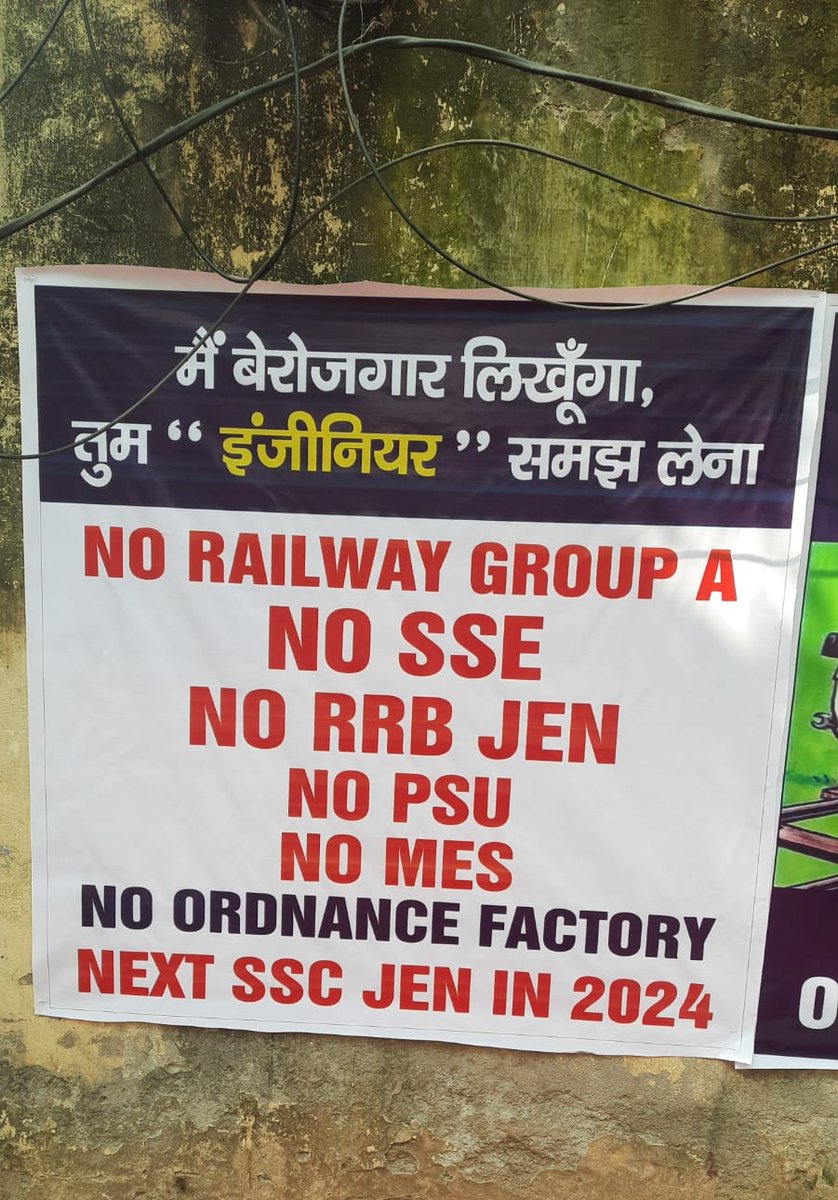 में बेरोजगार लिखूँगा,
तुम “ इंजीनियर ” समझ लेना
NO RAILWAY GROUP A
NO SSE
NO RRB JEN
NO PSU
NO MES
NO ORDNANCE FACTORY
NEXT SSC JEN IN 2024